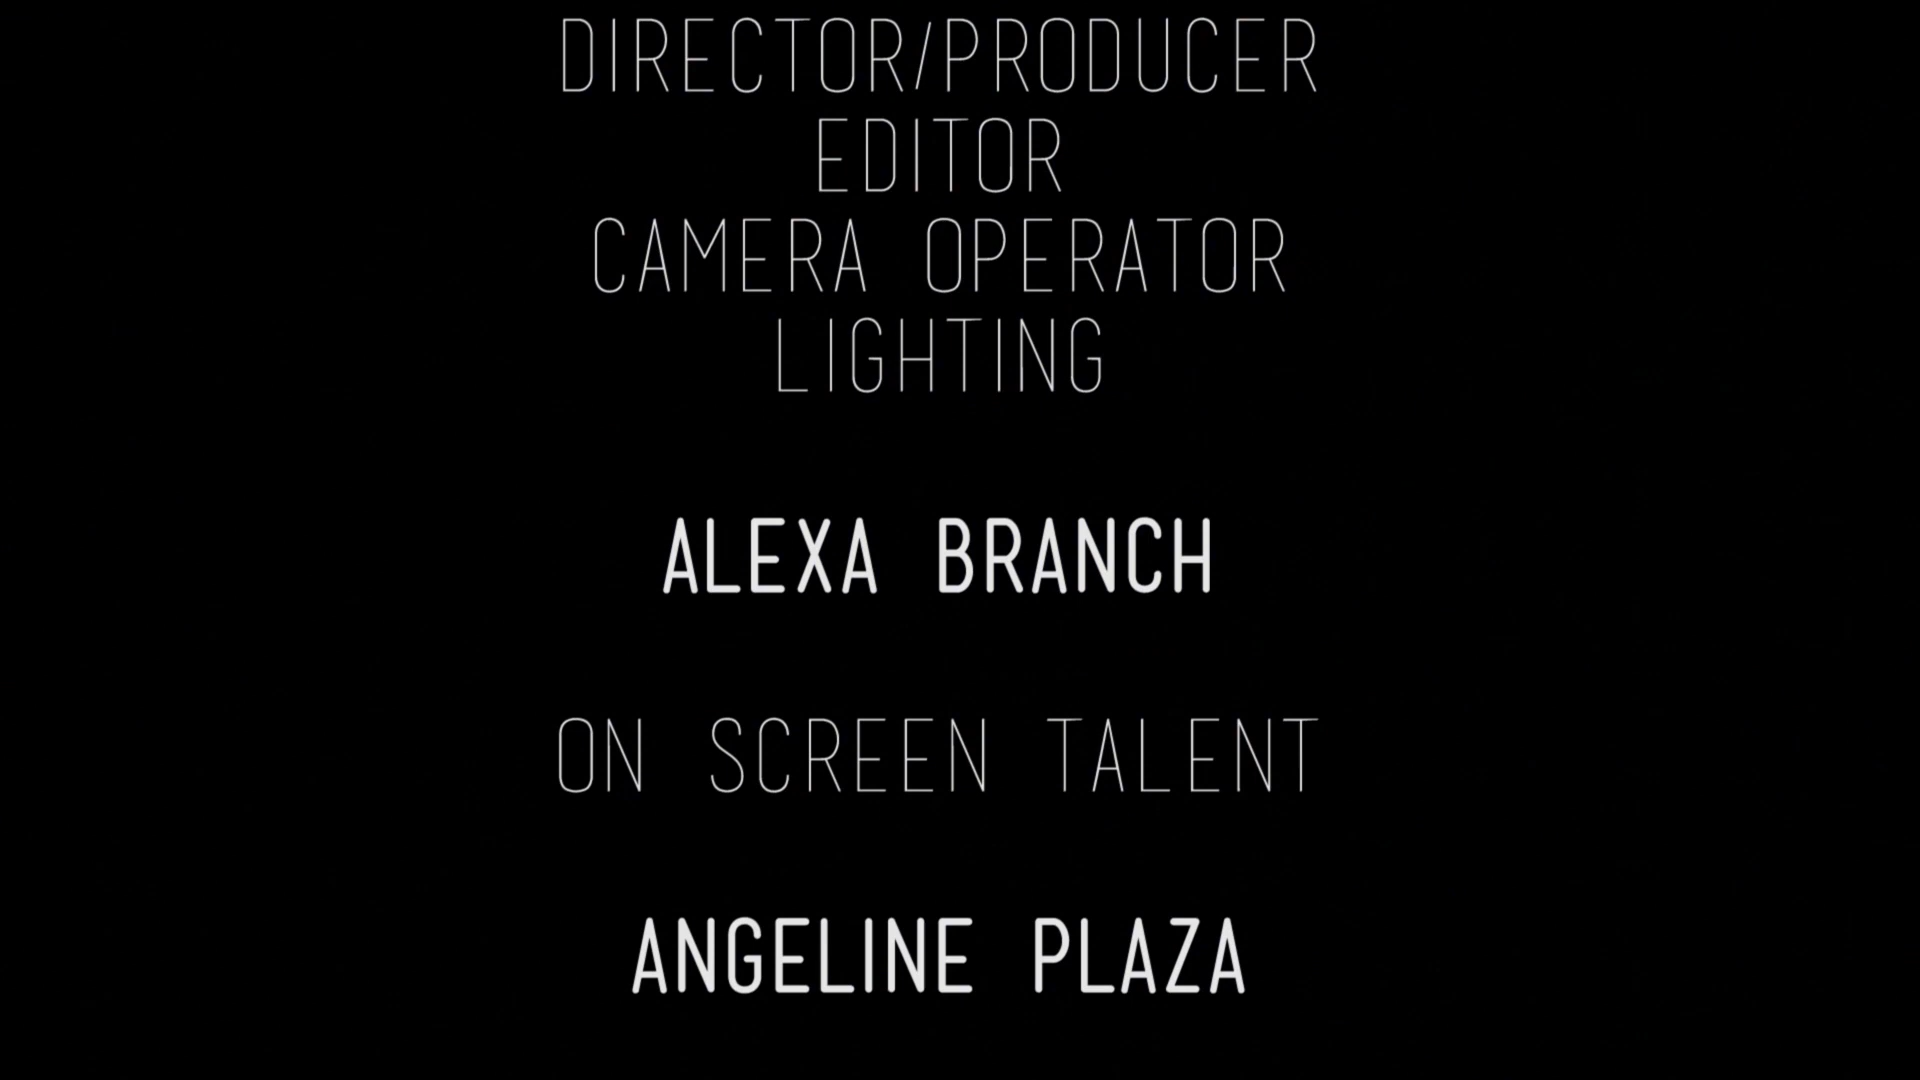 DIRECTOR/PRODUCER
EDITOR
CAMERA OPERATOR
LIGHTING
ALEXA BRANCH
ON SCREEN TALENT
ANGELINE PLAZA